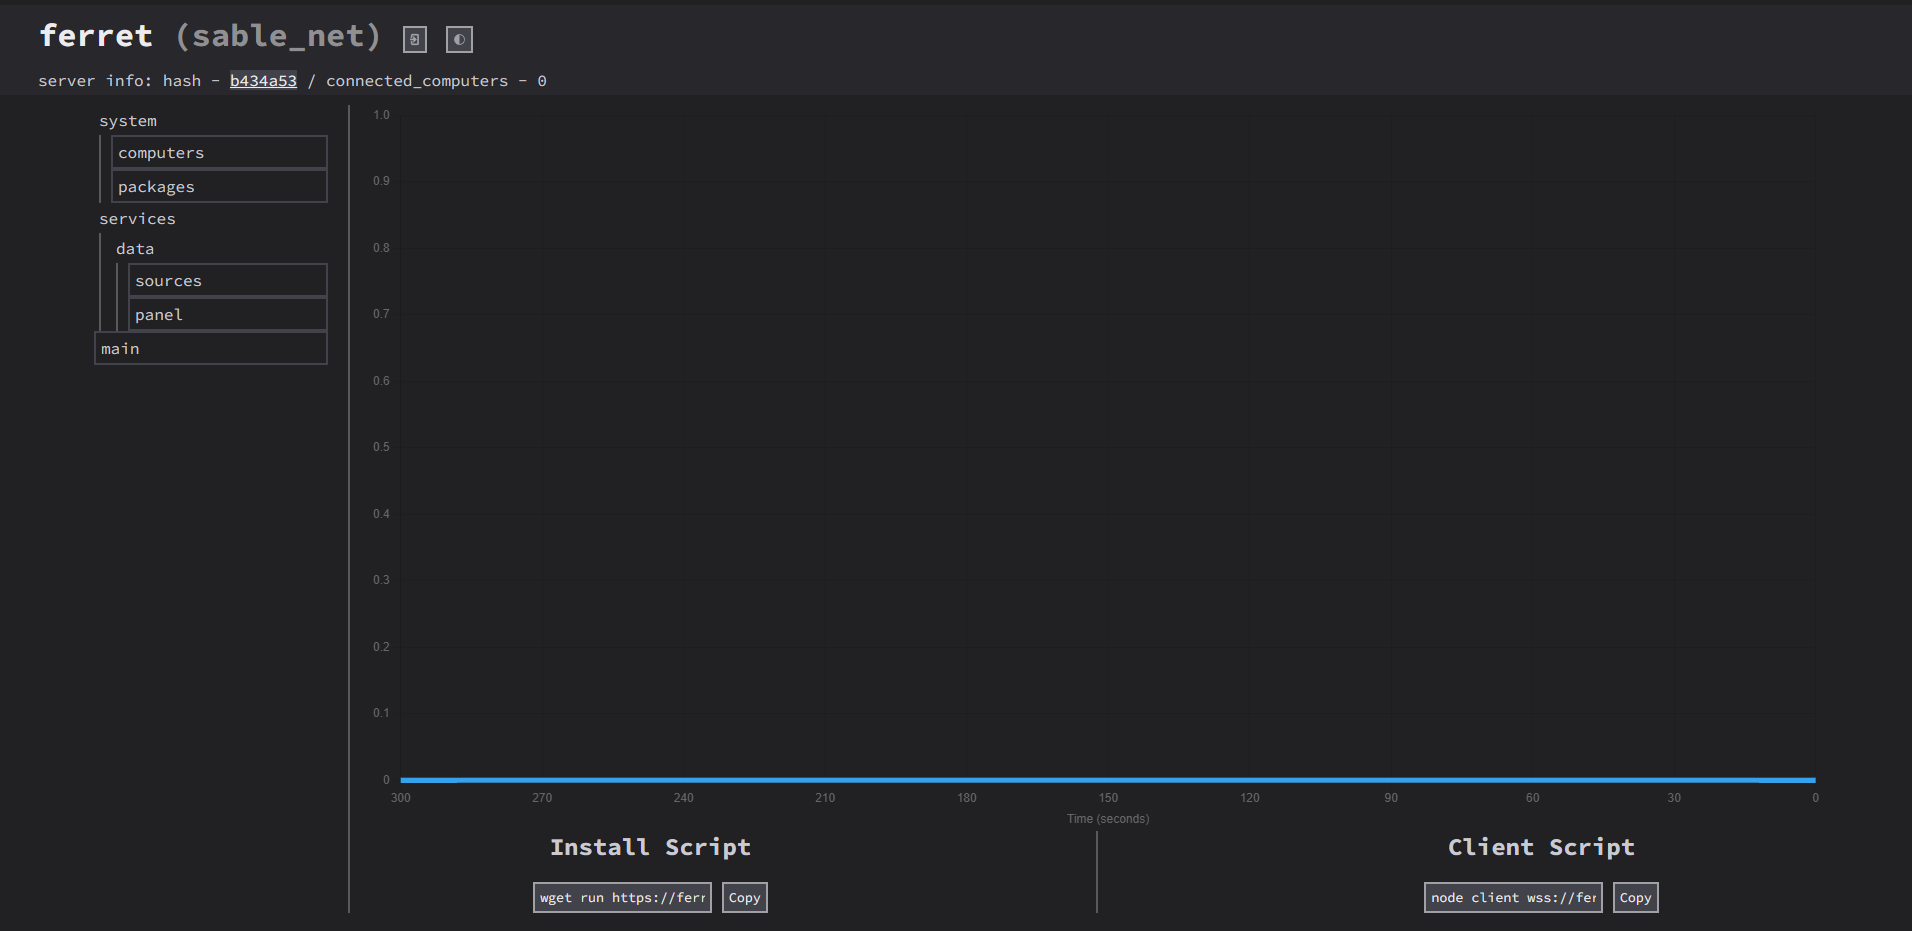 ferret (sable_net)
server info: hash - b434a53 / connected_computers - 0
system
computers
packages
services
data
sources
panel
main
1.0
0.9
0.8
0.7
0.6
0.5
0.4
0.3
0.2
0.1
0
300 270 240 210 180 150 120 90 60 30 0
Time (seconds)
Install Script
wget run https://ferr
Copy
Client Script
node client wss://fer
Copy